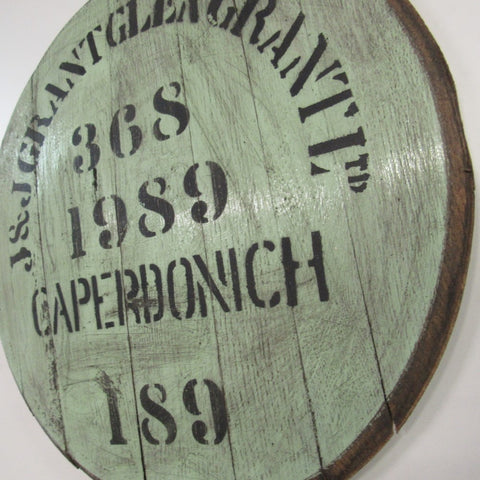 J&J GRANT GLEN GRANT LTD
368
1989
CAPERDONICH
189